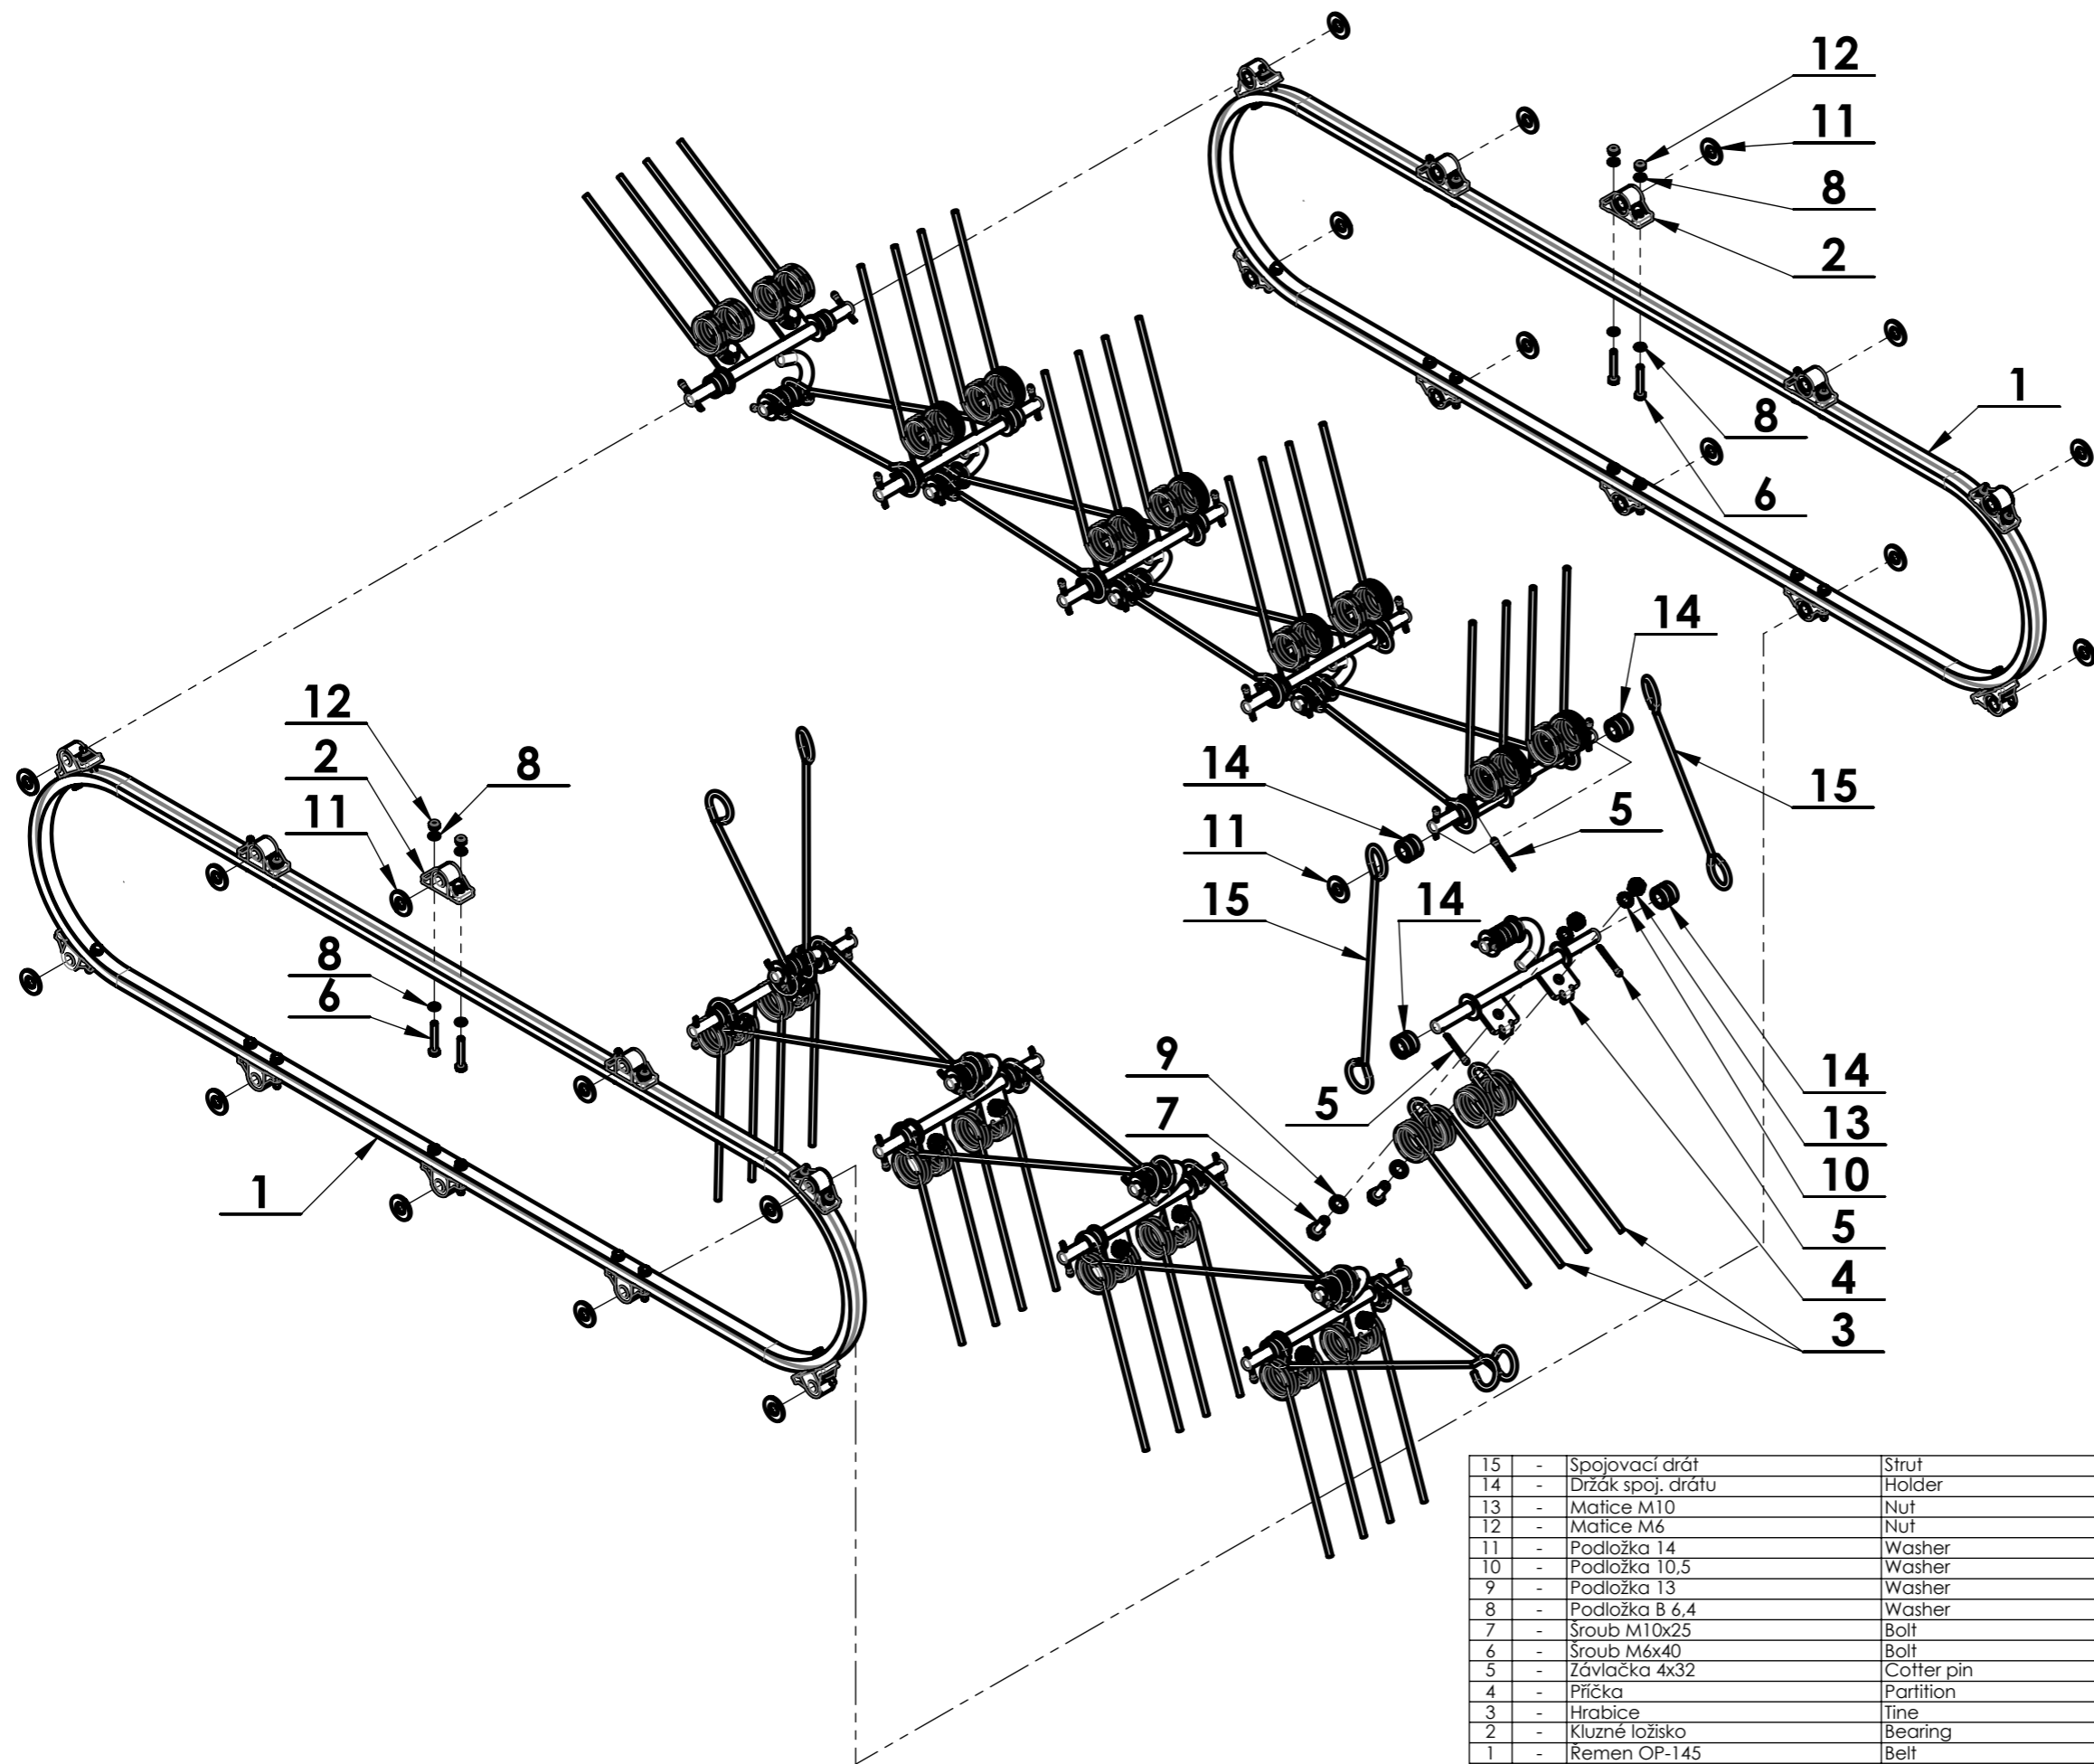 12
11
8
2
1
8
6
14
15
14
5
11
15
14
12
2
8
11
8
6
1
9
7
5
14
13
10
5
4
3
15 - Spojovací drát Strut
14 - Držák spoj. drátu Holder
13 - Matice M10 Nut
12 - Matice M6 Nut
11 - Podložka 14 Washer
10 - Podložka 10,5 Washer
9 - Podložka 13 Washer
8 - Podložka B 6,4 Washer
7 - Šroub M10x25 Bolt
6 - Šroub M6x40 Bolt
5 - Závlačka 4x32 Cotter pin
4 - Příčka Partition
3 - Hrabice Tine
2 - Kluzné ložisko Bearing
1 - Řemen OP-145 Belt